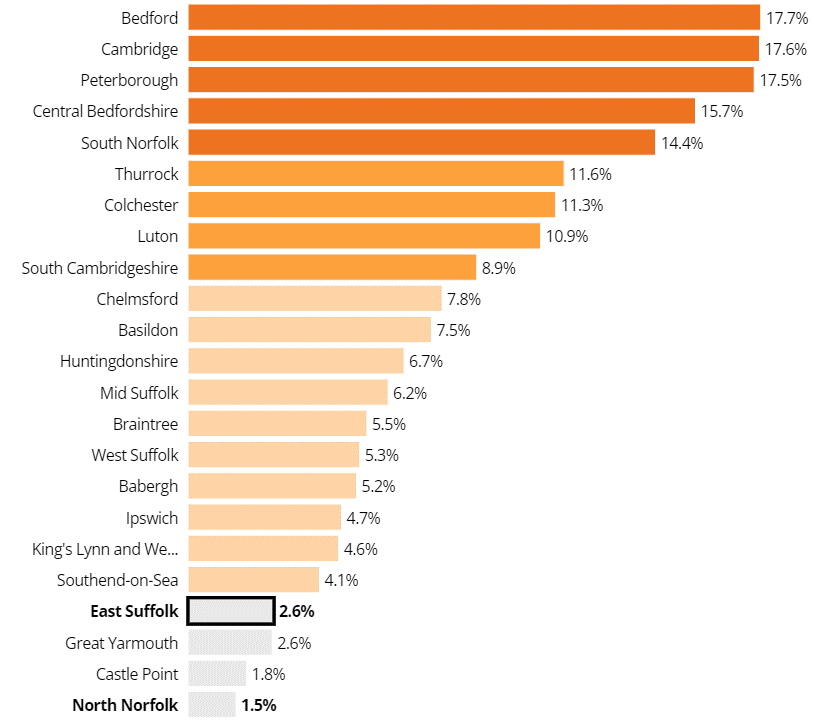 Bedford 17.7%
Cambridge 17.6%
Peterborough 17.5%
Central Bedfordshire 15.7%
South Norfolk 14.4%
Thurrock 11.6%
Colchester 11.3%
Luton 10.9%
South Cambridgeshire 8.9%
Chelmsford 7.8%
Basildon 7.5%
Huntingdonshire 6.7%
Mid Suffolk 6.2%
Braintree 5.5%
West Suffolk 5.3%
Babergh 5.2%
Ipswich 4.7%
King's Lynn and We... 4.6%
Southend-on-Sea 4.1%
East Suffolk 2.6%
Great Yarmouth 2.6%
Castle Point 1.8%
North Norfolk 1.5%